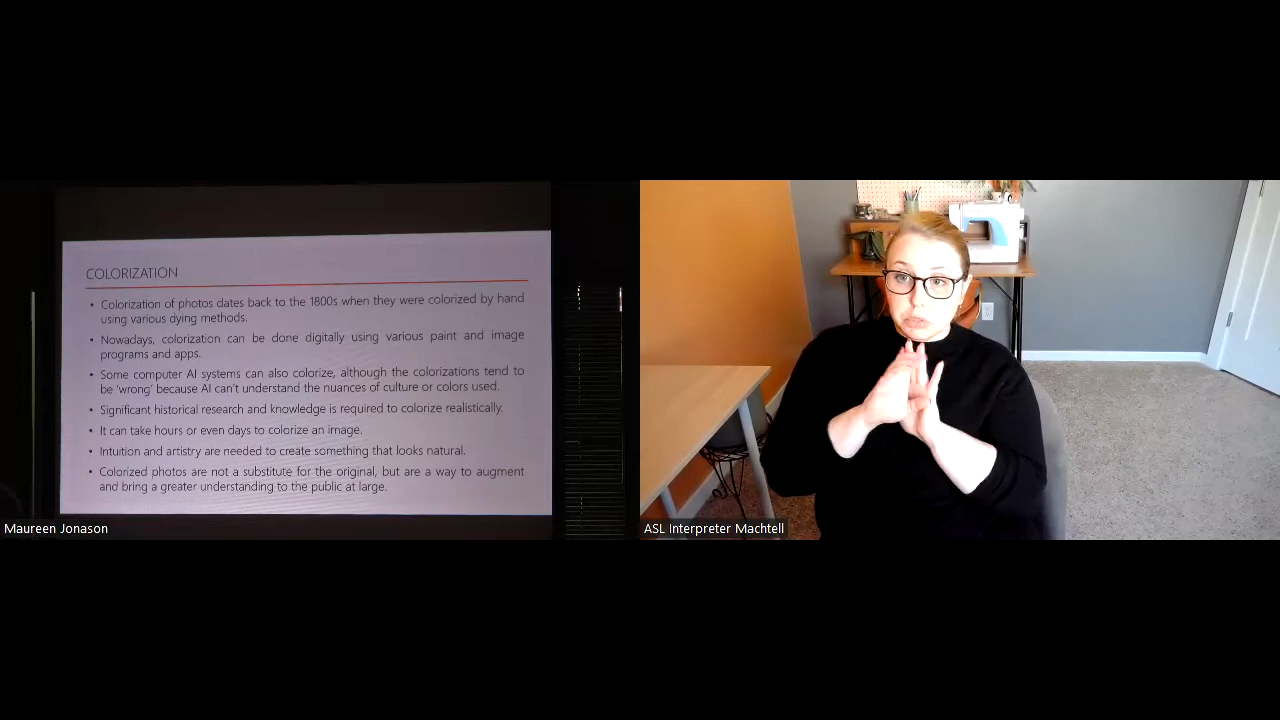 COLORIZATION
• Colorization of photos dates back to the 1800s when they were colorized by hand
using various dying methods.
• Nowadays, colorization can be done digitally using various paint and image
programs and apps.
• Some computer AI systems can also colorize, although the colorizations tend to
be 'wrong' because AI can't understand the nuances of culture or colors used.
• Significant historical research and knowledge is required to colorize realistically.
• It can take hours or even days to colorize an image.
• Intuition and artistry are needed to create something that looks natural.
• Colorized photos are not a substitute for the original, but are a way to augment
and bring a greater understanding to the public at large.
Maureen Jonason
ASL Interpreter Machtell